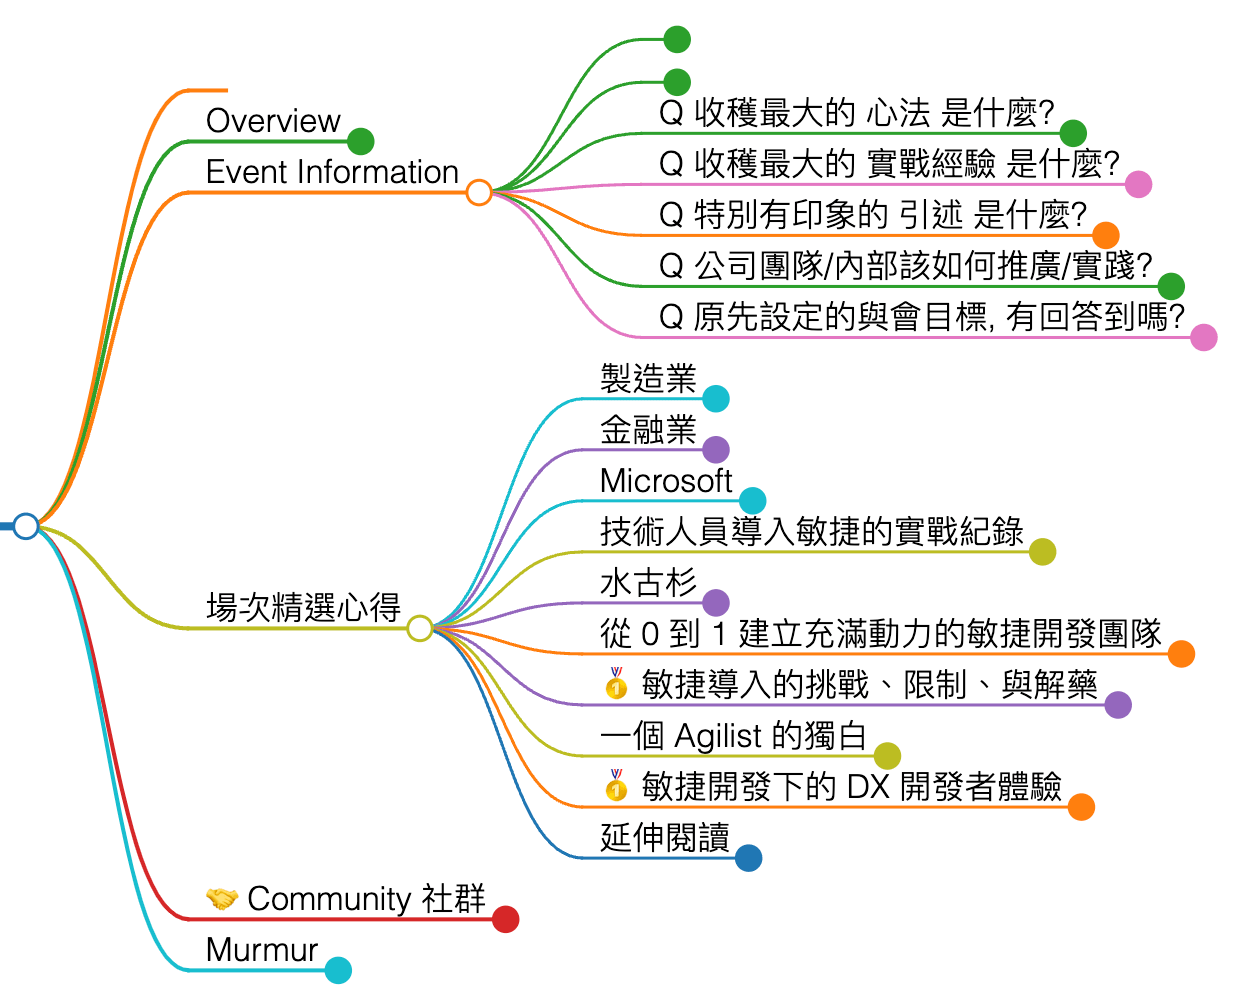 Overview
Event Information
Q 收穫最大的 心法 是什麼?
Q 收穫最大的 實戰經驗 是什麼?
Q 特別有印象的 引述 是什麼?
Q 公司團隊/內部該如何推廣/實踐?
Q 原先設定的與會目標, 有回答到嗎?
場次精選心得
製造業
金融業
Microsoft
技術人員導入敏捷的實戰紀錄
水古杉
從 0 到 1 建立充滿動力的敏捷開發團隊
🥇 敏捷導入的挑戰、限制、與解藥
一個 Agilist 的獨白
🥇 敏捷開發下的 DX 開發者體驗
延伸閱讀
🤝 Community 社群
Murmur